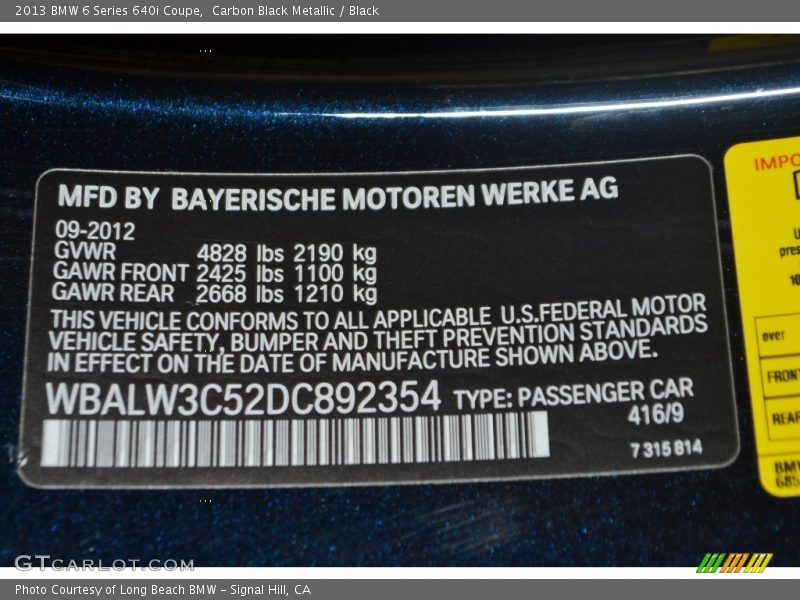 2013 BMW 6 Series 640i Coupe, Carbon Black Metallic / Black
MFD BY BAYERISCHE MOTOREN WERKE AG
09-2012
GVWR 4828 lbs 2190 kg
GAWR FRONT 2425 lbs 1100 kg
GAWR REAR 2668 lbs 1210 kg
THIS VEHICLE CONFORMS TO ALL APPLICABLE U.S.FEDERAL MOTOR
VEHICLE SAFETY, BUMPER AND THEFT PREVENTION STANDARDS
IN EFFECT ON THE DATE OF MANUFACTURE SHOWN ABOVE.
WBALW3C52DC892354 TYPE: PASSENGER CAR
416/9
7 315 814
over
FRONT
REAR
BMW
GTCARLOT.COM
Photo Courtesy of Long Beach BMW - Signal Hill, CA